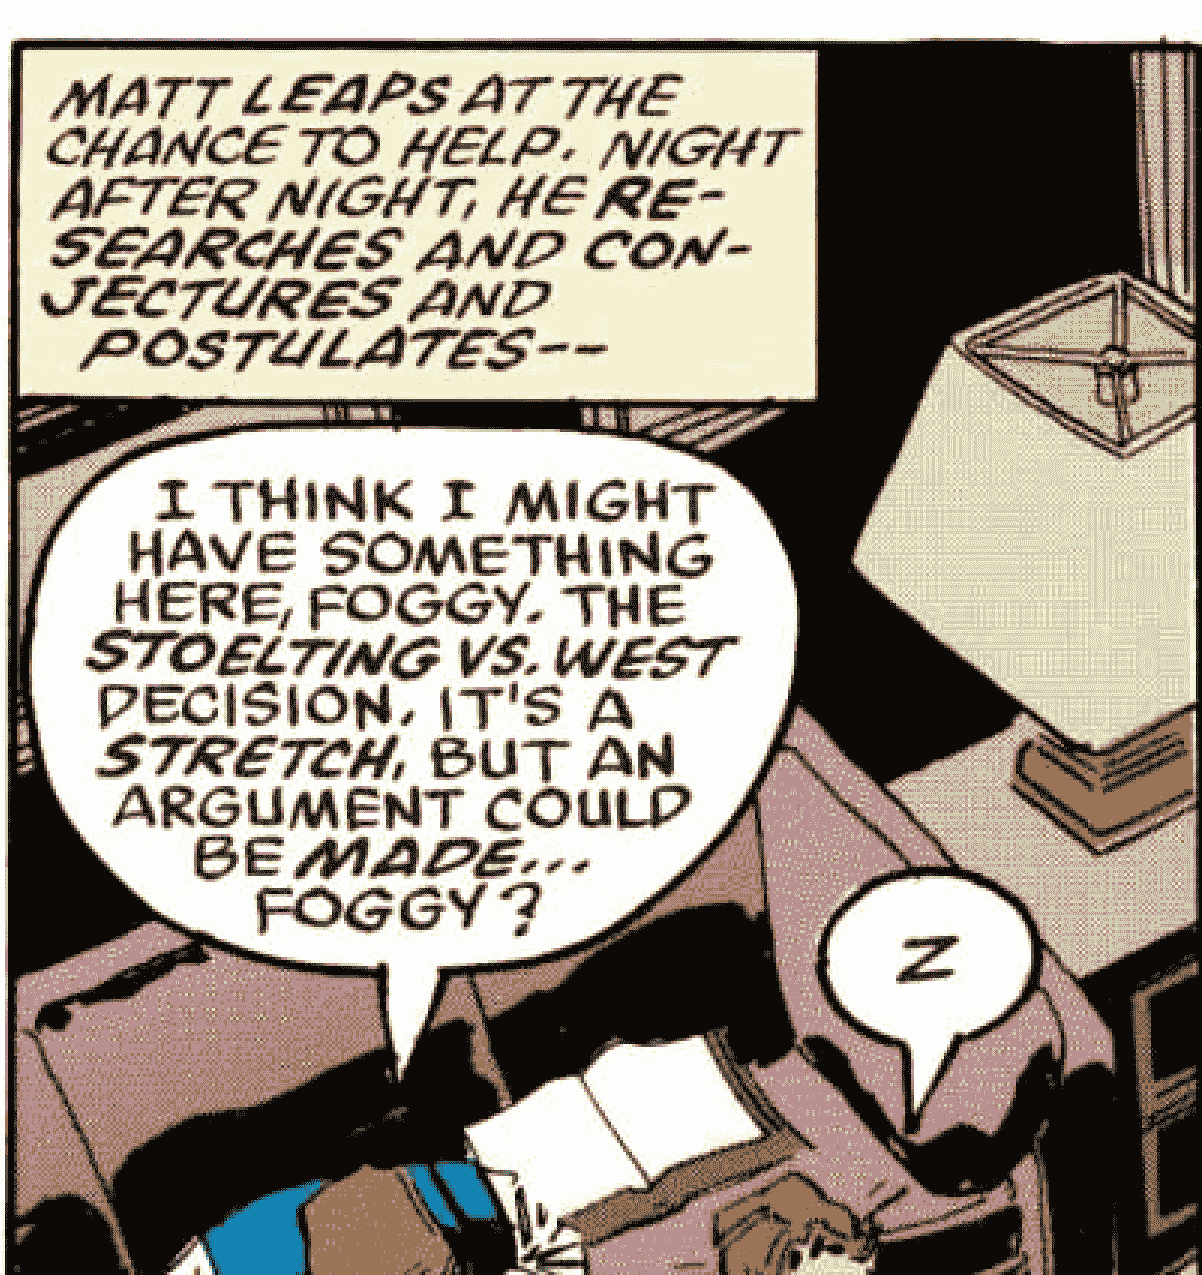 MATT LEAPS AT THE
CHANCE TO HELP. NIGHT
AFTER NIGHT, HE RE-
SEARCHES AND CON-
JECTURES AND
POSTULATES--
I THINK I MIGHT
HAVE SOMETHING
HERE, FOGGY. THE
STOELTING VS. WEST
DECISION. IT'S A
STRETCH, BUT AN
ARGUMENT COULD
BE MADE...
FOGGY?
Z